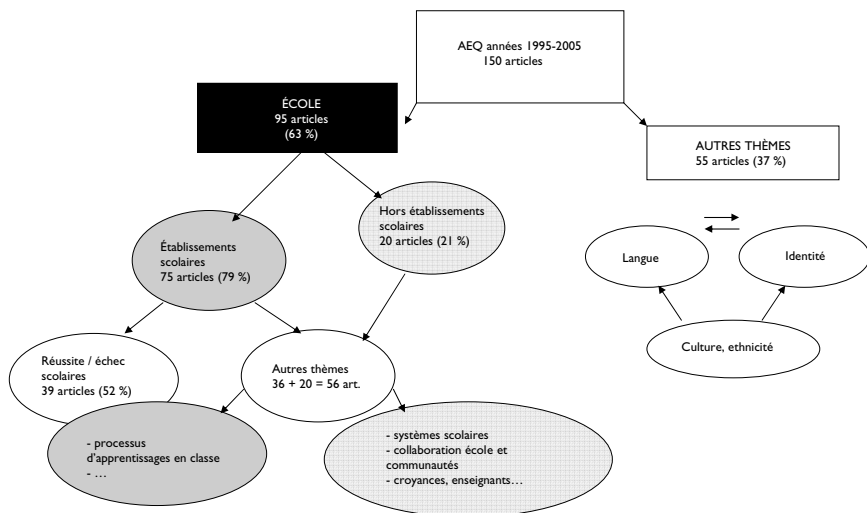 AEQ années 1995-2005
150 articles
ÉCOLE
95 articles
(63 %)
AUTRES THÈMES
55 articles (37 %)
Hors établissements
scolaires
20 articles (21 %)
Établissements
scolaires
75 articles (79 %)
Langue
Identité
Culture, ethnicité
Réussite / échec
scolaires
39 articles (52 %)
Autres thèmes
36 + 20 = 56 art.
- processus
d'apprentissages en classe
- …
- systèmes scolaires
- collaboration école et
communautés
- croyances, enseignants…